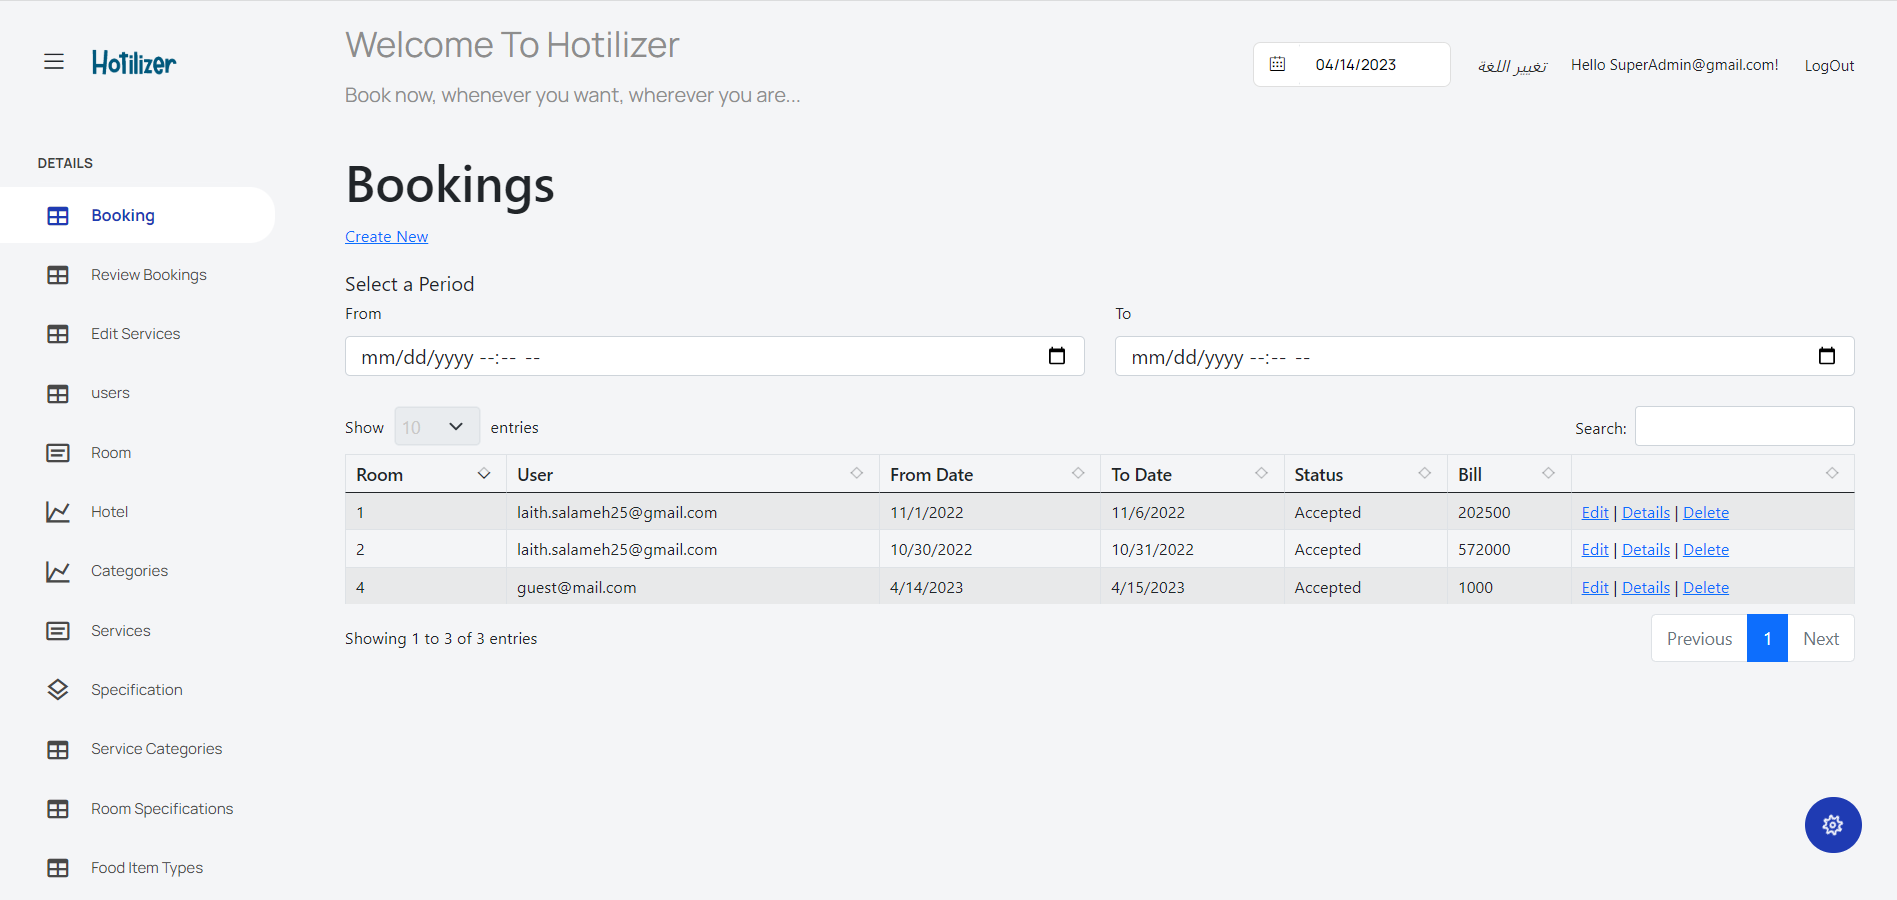 Hotilizer
Welcome To Hotilizer
Book now, whenever you want, wherever you are...
04/14/2023
تغيير اللغة
Hello SuperAdmin@gmail.com!
LogOut
DETAILS
Booking
Review Bookings
Edit Services
users
Room
Hotel
Categories
Services
Specification
Service Categories
Room Specifications
Food Item Types
Bookings
Create New
Select a Period
From
To
mm/dd/yyyy --:-- --
mm/dd/yyyy --:-- --
Show 10 entries
Search:
Room User From Date To Date Status Bill
1 laith.salameh25@gmail.com 11/1/2022 11/6/2022 Accepted 202500 Edit | Details | Delete
2 laith.salameh25@gmail.com 10/30/2022 10/31/2022 Accepted 572000 Edit | Details | Delete
4 guest@mail.com 4/14/2023 4/15/2023 Accepted 1000 Edit | Details | Delete
Showing 1 to 3 of 3 entries
Previous 1 Next